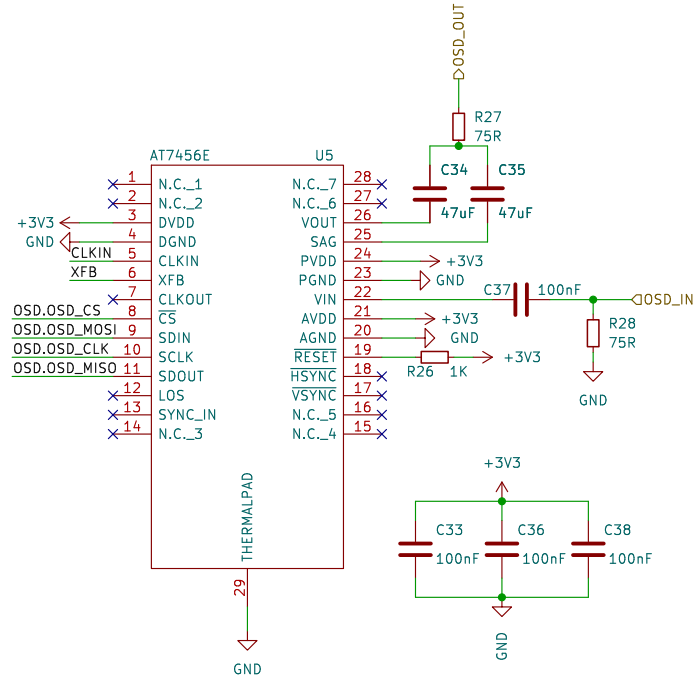 OSD_OUT
R27
75R
AT7456E
U5
C34
C35
47uF
47uF
1
N.C._1
N.C._7
28
2
N.C._2
N.C._6
27
+3V3
3
DVDD
VOUT
26
GND
4
DGND
SAG
25
CLKIN
5
CLKIN
PVDD
24
+3V3
XFB
6
XFB
PGND
23
GND
7
CLKOUT
VIN
22
C37
100nF
OSD_IN
OSD.OSD_CS
8
CS
AVDD
21
+3V3
R28
75R
OSD.OSD_MOSI
9
SDIN
AGND
20
GND
OSD.OSD_CLK
10
SCLK
RESET
19
R26
1K
+3V3
OSD.OSD_MISO
11
SDOUT
HSYNC
18
12
LOS
VSYNC
17
GND
13
SYNC_IN
N.C._5
16
14
N.C._3
N.C._4
15
+3V3
THERMALPAD
29
GND
C33
100nF
C36
100nF
C38
100nF
GND